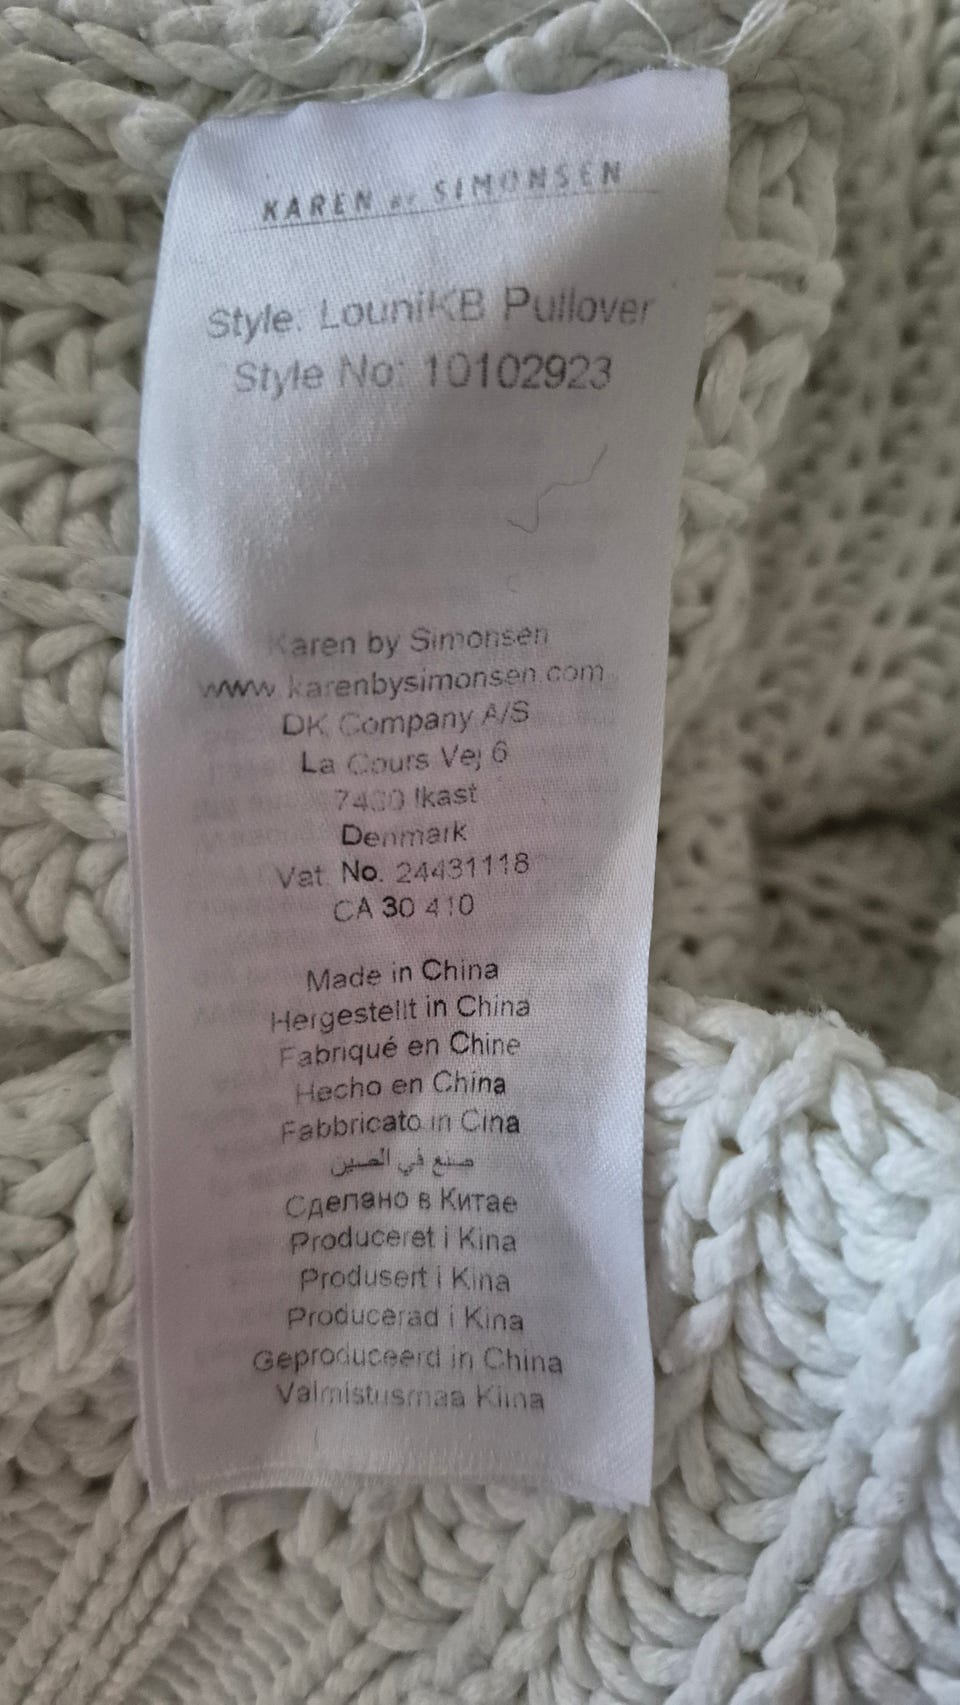 KAREN BY SIMONSEN
Style: LouniKB Pullover
Style No: 10102923
Karen by Simonsen
www.karenbysimonsen.com
DK Company A/S
La Cours Vej 6
7430 Ikast
Denmark
Vat. No. 24431118
CA 30 410
Made in China
Hergestellt in China
Fabriqué en Chine
Hecho en China
Fabbricato in Cina
صنع في الصين
Сделано в Китае
Produceret i Kina
Produsert i Kina
Producerad i Kina
Geproduceerd in China
Valmistusmaa Kiina